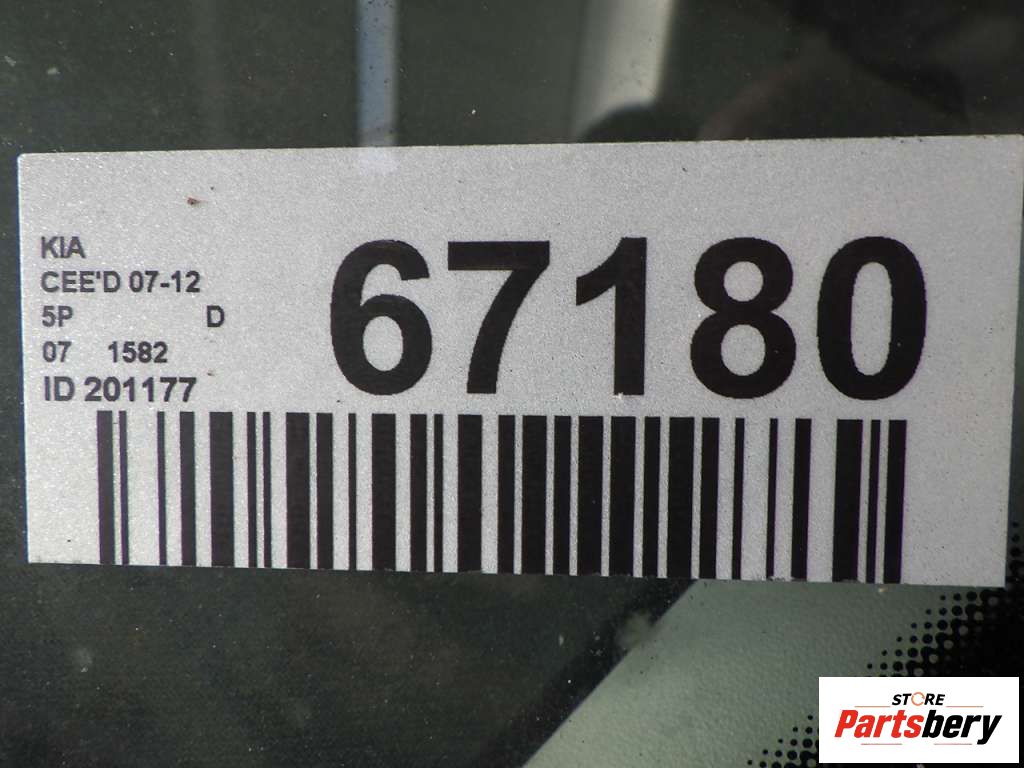 KIA
CEE'D 07-12
5P D
07 1582
ID 201177
67180
STORE
Partsbery